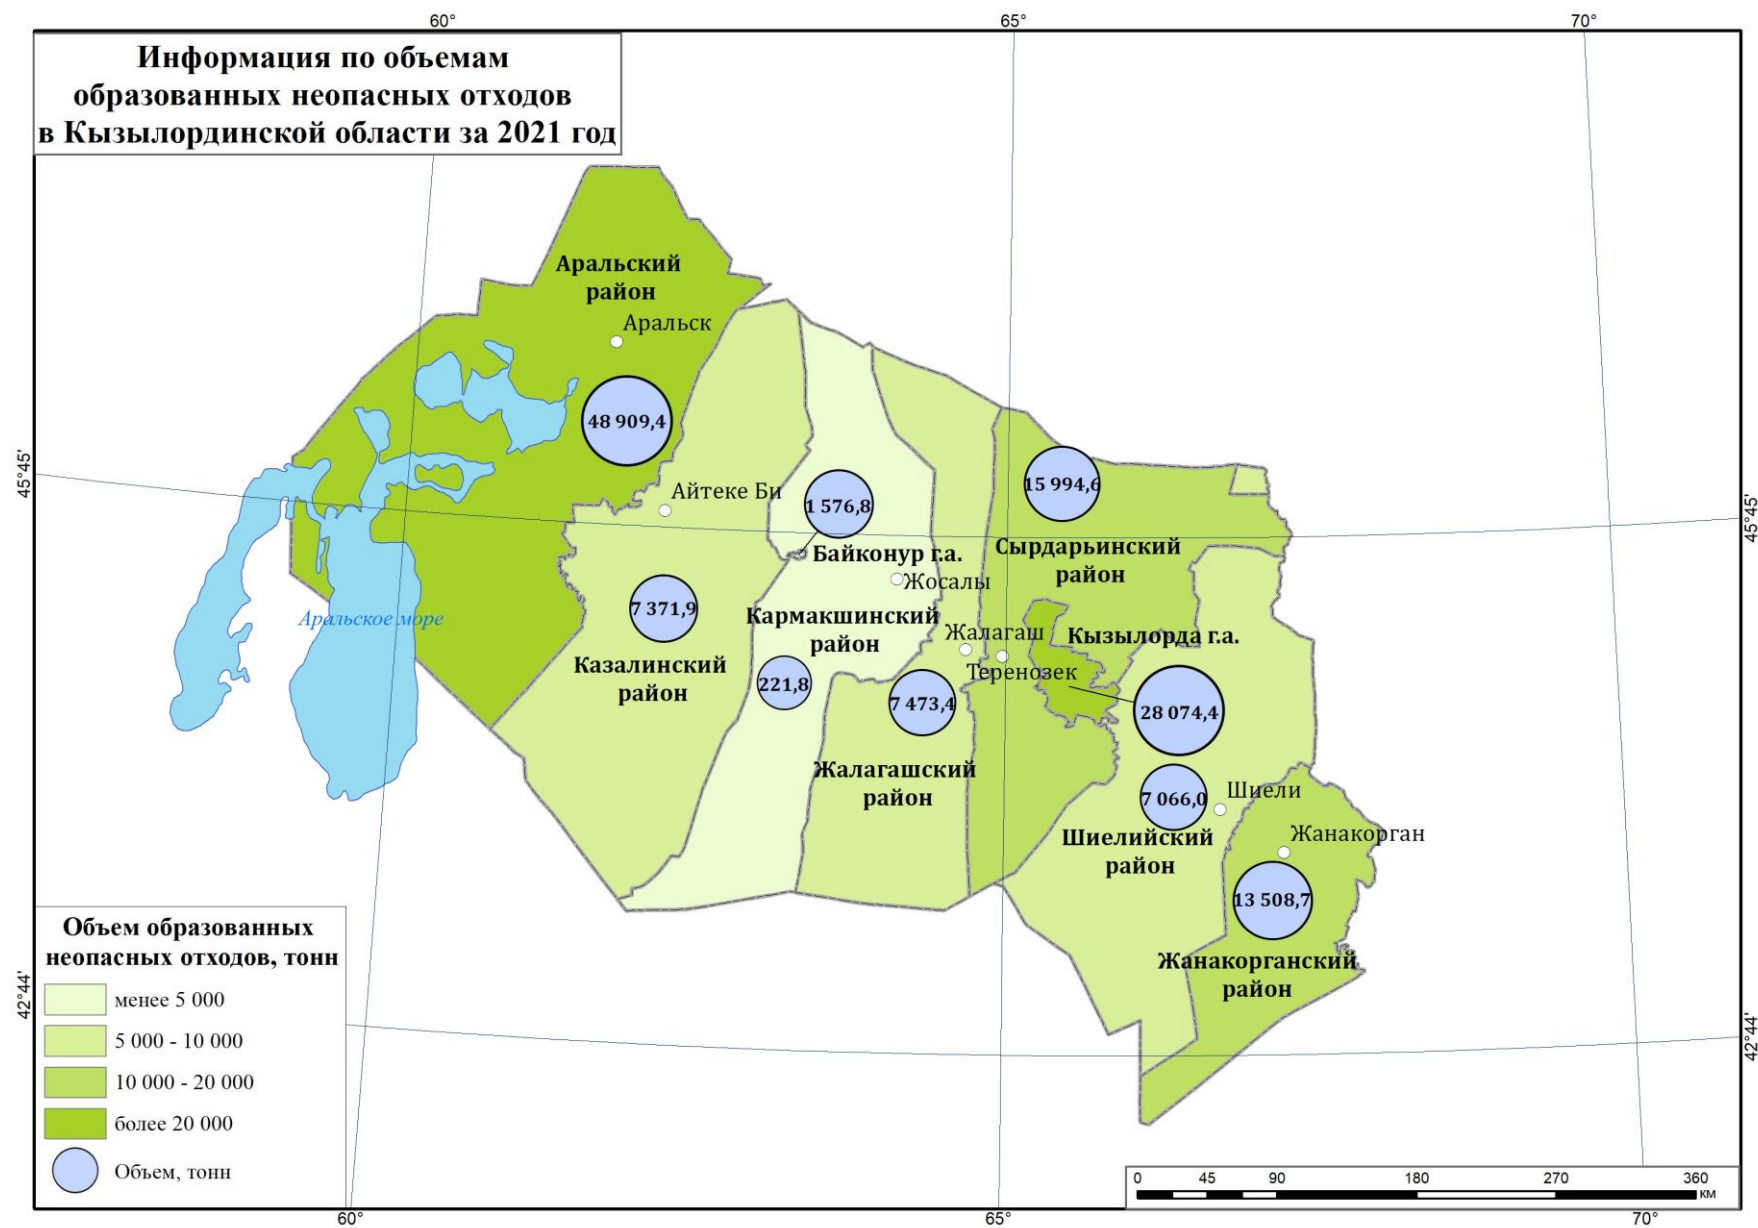 60°
65°
70°
Информация по объемам
образованных неопасных отходов
в Кызылординской области за 2021 год
Аральский
район
Аральск
48 909,4
45°45'
45°45'
Айтеке Би
1 576,8
15 994,6
Байконур г.а.
Сырдарьинский
район
Жосалы
7 371,9
Аральское море
Кармакшинский
район
Жалагаш
Кызылорда г.а.
Казалинский
район
Теренозек
221,8
7 473,4
28 074,4
Жалагашский
район
7 066,0
Шиели
Шиелийский
район
Жанакорган
13 508,7
Жанакорганский
район
42°44'
42°44'
Объем образованных
неопасных отходов, тонн
менее 5 000
5 000 - 10 000
10 000 - 20 000
более 20 000
Объем, тонн
0 45 90 180 270 360
км
60°
65°
70°